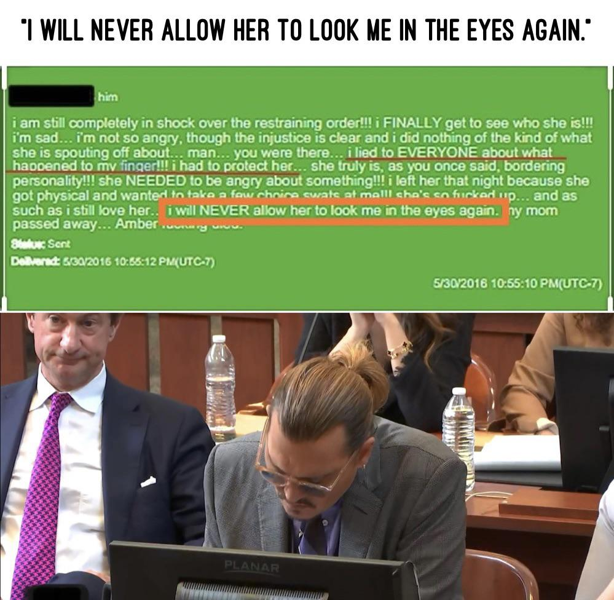 "I WILL NEVER ALLOW HER TO LOOK ME IN THE EYES AGAIN."
him
i am still completely in shock over the restraining order!!! i FINALLY get to see who she is!!!
i'm sad... i'm not so angry, though the injustice is clear and i did nothing of the kind of what
she is spouting off about... man... you were there... i lied to EVERYONE about what
happened to my finger!!! i had to protect her... she truly is, as you once said, bordering
personality!!! she NEEDED to be angry about something!!! i left her that night because she
got physical and wanted to take a few choice swats at me!!! she's so fucked up... and as
such as i still love her.. i will NEVER allow her to look me in the eyes again. my mom
passed away... Amber
Status: Sent
Delivered: 5/30/2016 10:55:12 PM(UTC-7)
5/30/2016 10:55:10 PM(UTC-7)
PLANAR